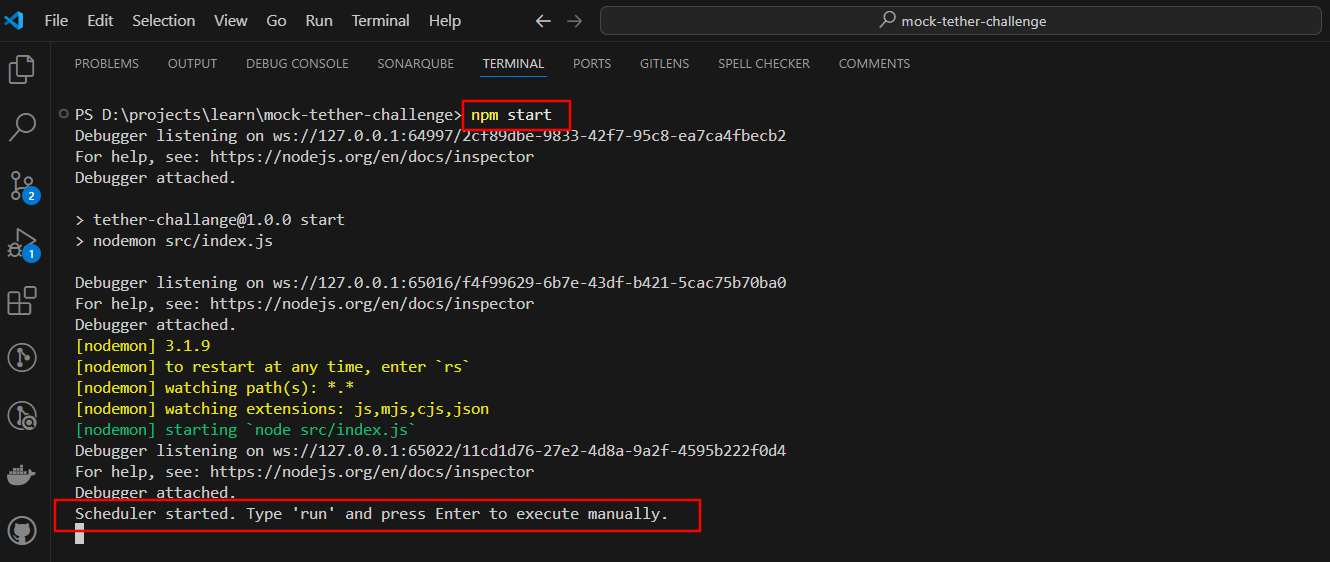 File Edit Selection View Go Run Terminal Help
mock-tether-challenge
PROBLEMS OUTPUT DEBUG CONSOLE SONARQUBE TERMINAL PORTS GITLENS SPELL CHECKER COMMENTS
PS D:\projects\learn\mock-tether-challenge> npm start
Debugger listening on ws://127.0.0.1:64997/2cf89dbe-9833-42f7-95c8-ea7ca4fbecb2
For help, see: https://nodejs.org/en/docs/inspector
Debugger attached.
> tether-challange@1.0.0 start
> nodemon src/index.js
Debugger listening on ws://127.0.0.1:65016/f4f99629-6b7e-43df-b421-5cac75b70ba0
For help, see: https://nodejs.org/en/docs/inspector
Debugger attached.
[nodemon] 3.1.9
[nodemon] to restart at any time, enter `rs`
[nodemon] watching path(s): *.*
[nodemon] watching extensions: js,mjs,cjs,json
[nodemon] starting `node src/index.js`
Debugger listening on ws://127.0.0.1:65022/11cd1d76-27e2-4d8a-9a2f-4595b222f0d4
For help, see: https://nodejs.org/en/docs/inspector
Debugger attached.
Scheduler started. Type 'run' and press Enter to execute manually.
2
1